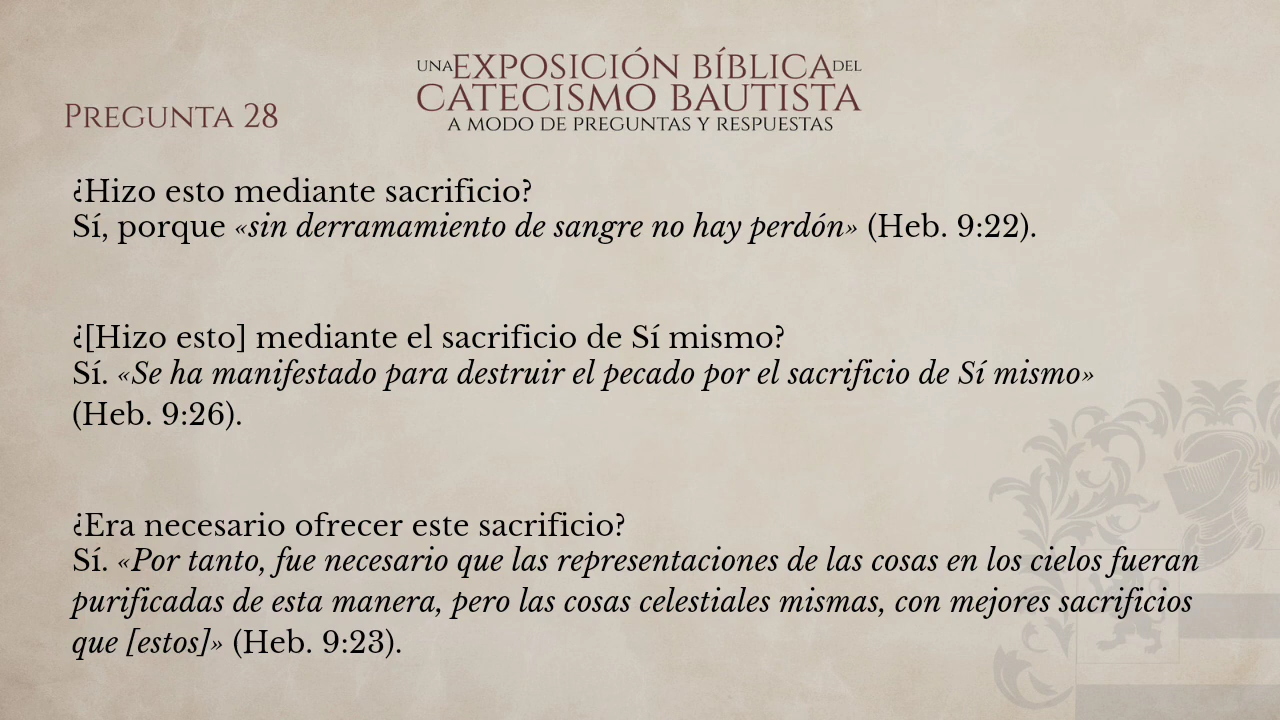 UNA EXPOSICIÓN BÍBLICA DEL
CATECISMO BAUTISTA
A MODO DE PREGUNTAS Y RESPUESTAS
PREGUNTA 28
¿Hizo esto mediante sacrificio?
Sí, porque «sin derramamiento de sangre no hay perdón» (Heb. 9:22).
¿[Hizo esto] mediante el sacrificio de Sí mismo?
Sí. «Se ha manifestado para destruir el pecado por el sacrificio de Sí mismo»
(Heb. 9:26).
¿Era necesario ofrecer este sacrificio?
Sí. «Por tanto, fue necesario que las representaciones de las cosas en los cielos fueran
purificadas de esta manera, pero las cosas celestiales mismas, con mejores sacrificios
que [estos]» (Heb. 9:23).